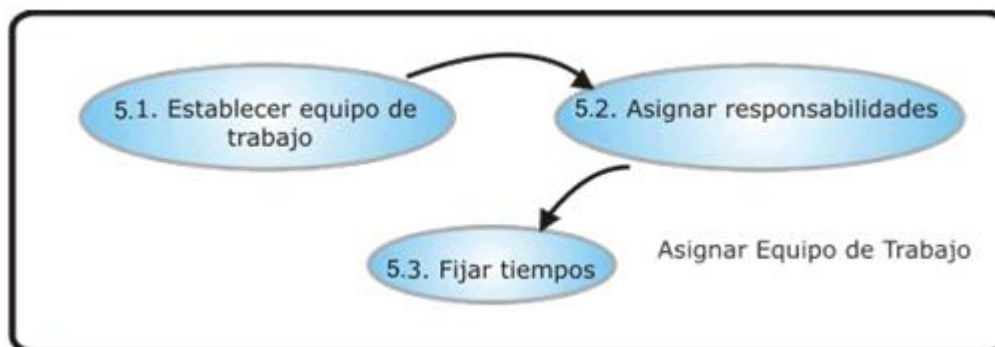 5.1. Establecer equipo de
trabajo
5.2. Asignar responsabilidades
5.3. Fijar tiempos
Asignar Equipo de Trabajo